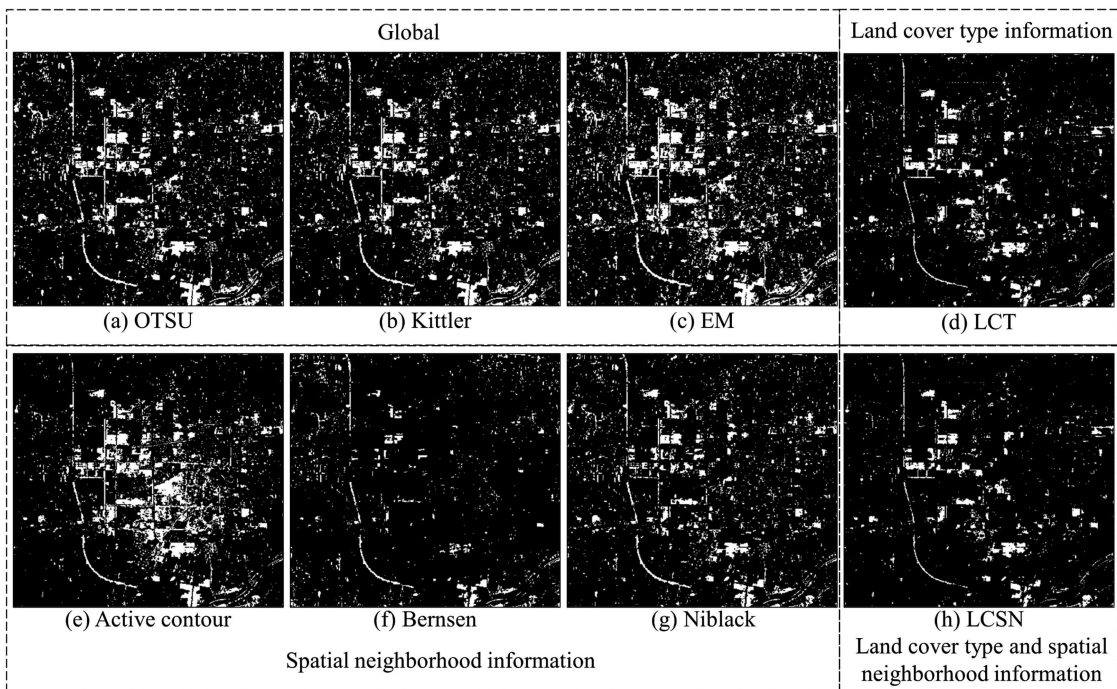 Global
Land cover type information
(a) OTSU
(b) Kittler
(c) EM
(d) LCT
(e) Active contour
(f) Bernsen
(g) Niblack
(h) LCSN
Spatial neighborhood information
Land cover type and spatial
neighborhood information